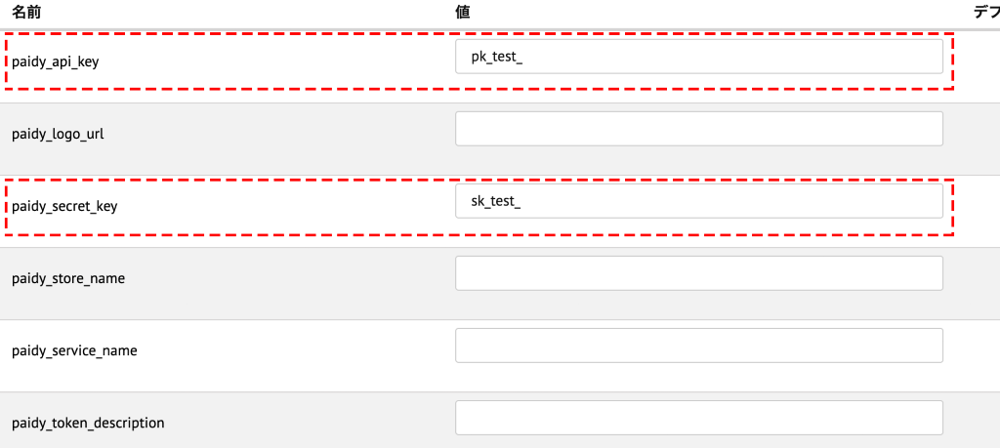 名前 値 デフ
paidy_api_key pk_test_
paidy_logo_url
paidy_secret_key sk_test_
paidy_store_name
paidy_service_name
paidy_token_description